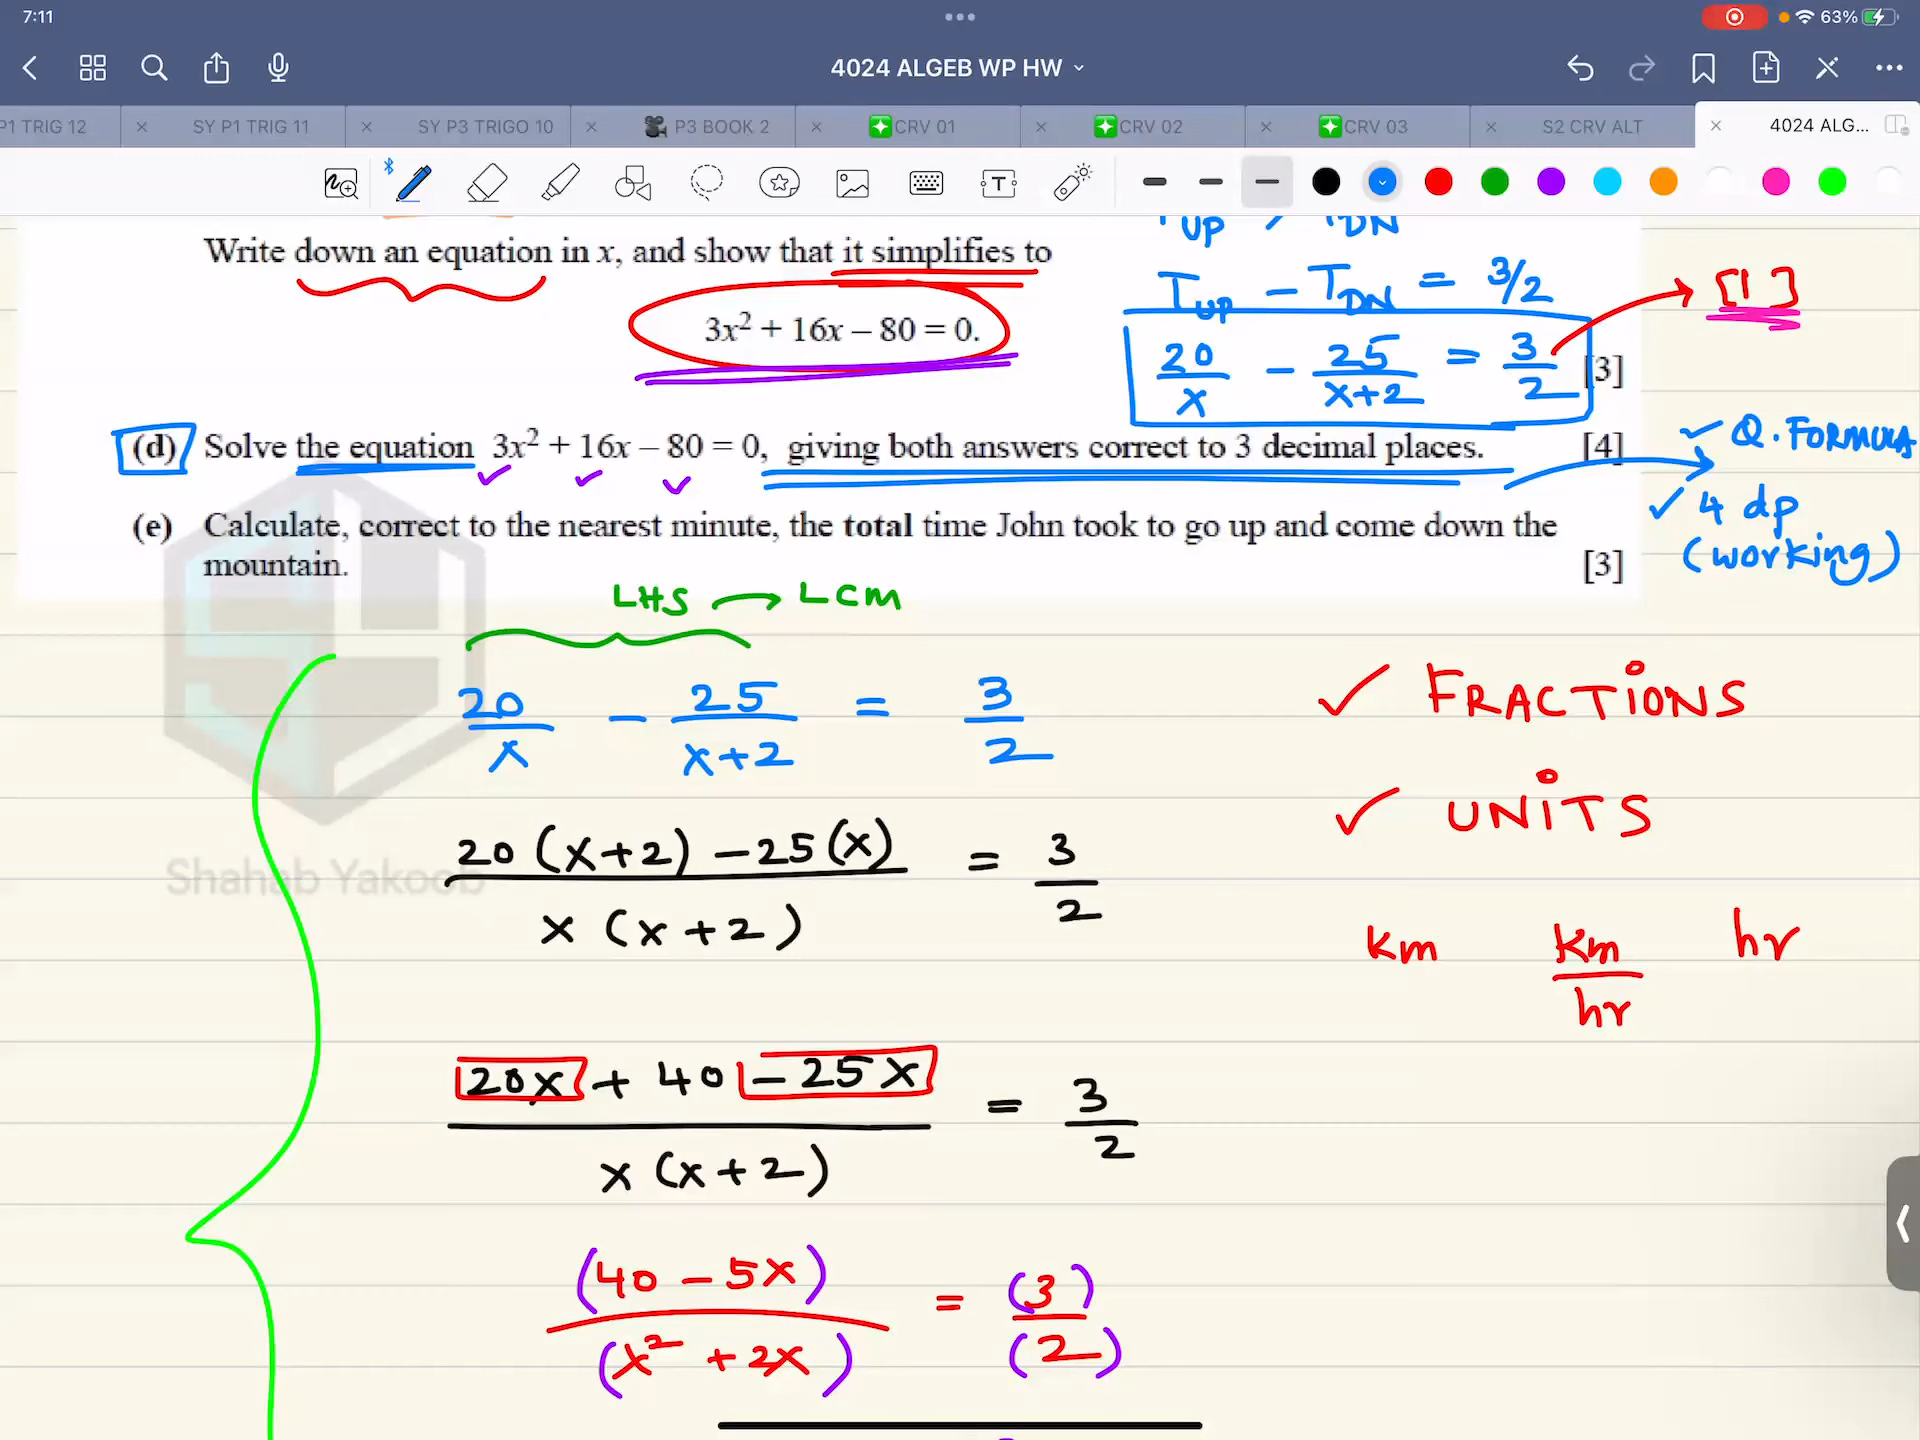 7:11
63%
4024 ALGEB WP HW
P1 TRIG 12
SY P1 TRIG 11
SY P3 TRIGO 10
P3 BOOK 2
CRV 01
CRV 02
CRV 03
S2 CRV ALT
4024 ALG...
T
Write down an equation in x, and show that it simplifies to
3x² + 16x – 80 = 0.
[3]
TUP > TDN
TUP – TDN = 3/2
[1]
20/x – 25/x+2 = 3/2
(d) Solve the equation 3x² + 16x – 80 = 0, giving both answers correct to 3 decimal places.
[4]
Q. FORMULA
4 dp
(working)
(e) Calculate, correct to the nearest minute, the total time John took to go up and come down the
mountain.
[3]
LHS → LCM
20/x – 25/x+2 = 3/2
FRACTIONS
UNITS
Shahab Yakoob
20(x+2) – 25(x) / x(x+2) = 3/2
km km/hr hr
20x + 40 – 25x / x(x+2) = 3/2
(40 – 5x)/(x² + 2x) = (3)/(2)